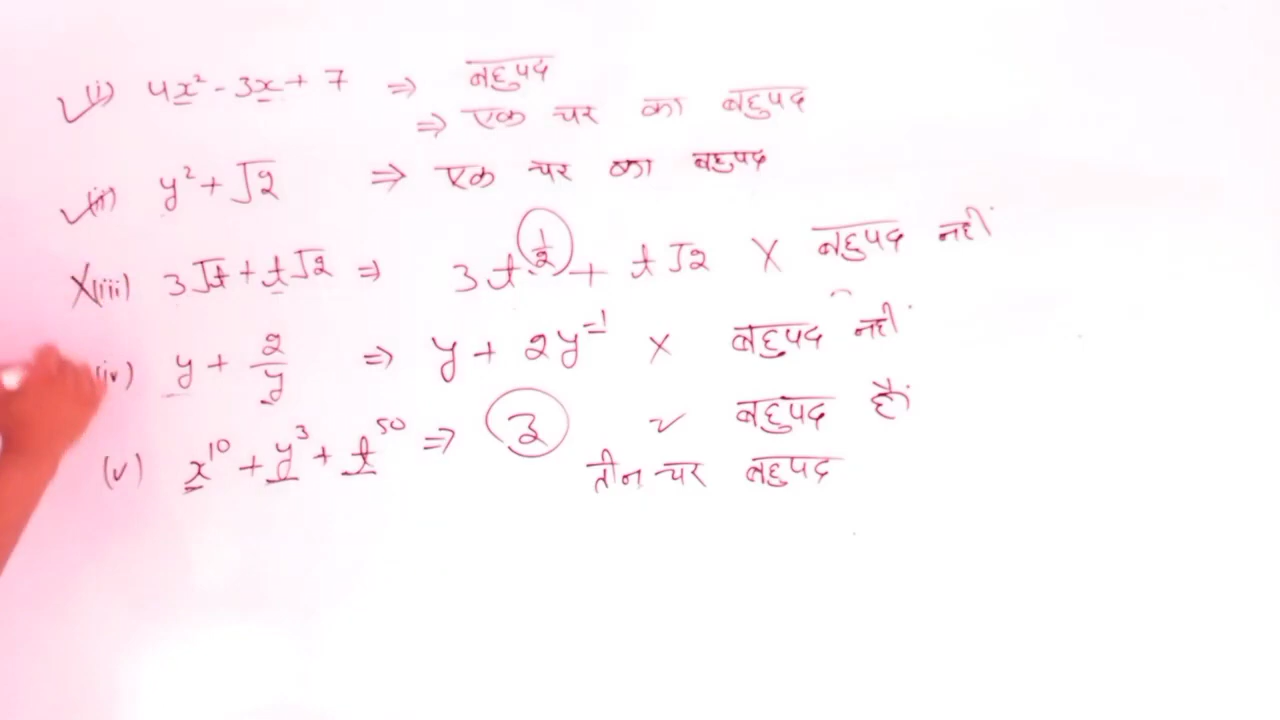 (i) 4x² - 3x + 7 ⇒ बहुपद
⇒ एक चर का बहुपद
(ii) y² + √2 ⇒ एक चर का बहुपद
X(iii) 3√t + t√2 ⇒ 3t^(1/2) + t√2 X बहुपद नहीं
(iv) y + 2/y ⇒ y + 2y⁻¹ × बहुपद नहीं
(v) x¹⁰ + y³ + t⁵⁰ ⇒ 3 ✓ बहुपद हैं
तीन चर बहुपद